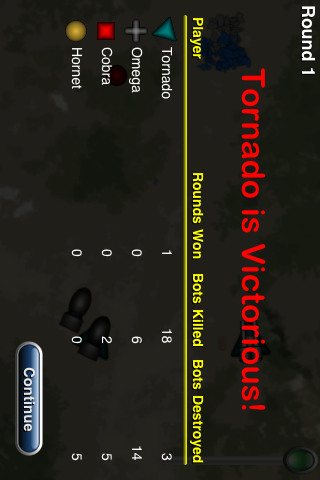 Round 1
Tornado is Victorious!
Player Rounds Won Bots Killed Bots Destroyed
Tornado 1 18 3
Omega 0 6 14
Cobra 0 2 5
Hornet 0 0 5
Continue